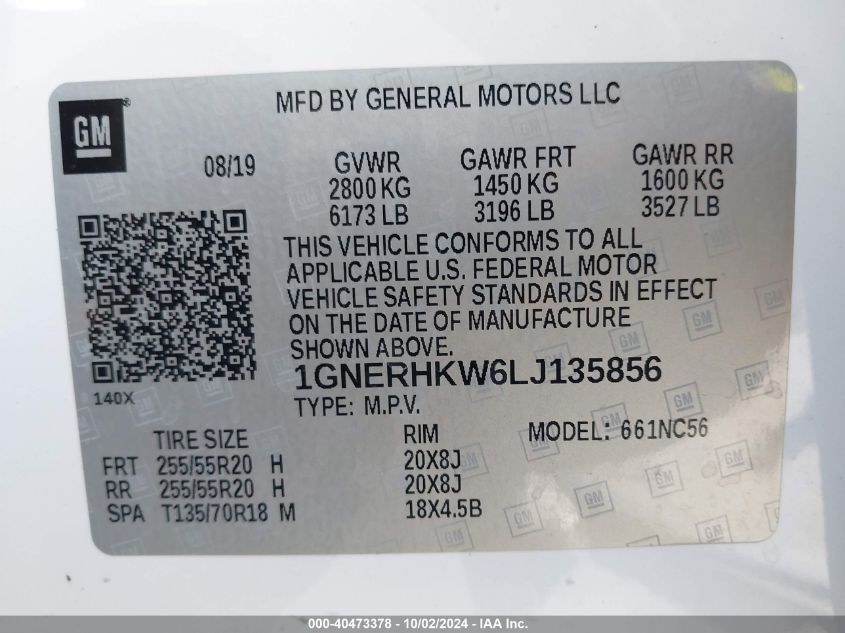 MFD BY GENERAL MOTORS LLC
GM®
08/19
GVWR GAWR FRT GAWR RR
2800 KG 1450 KG 1600 KG
6173 LB 3196 LB 3527 LB
THIS VEHICLE CONFORMS TO ALL
APPLICABLE U.S. FEDERAL MOTOR
VEHICLE SAFETY STANDARDS IN EFFECT
ON THE DATE OF MANUFACTURE
SHOWN ABOVE.
1GNERHKW6LJ135856
140X
TYPE: M.P.V.
TIRE SIZE RIM MODEL: 661NC56
FRT 255/55R20 H 20X8J
RR 255/55R20 H 20X8J
SPA T135/70R18 M 18X4.5B
000-40473378 - 10/02/2024 - IAA Inc.